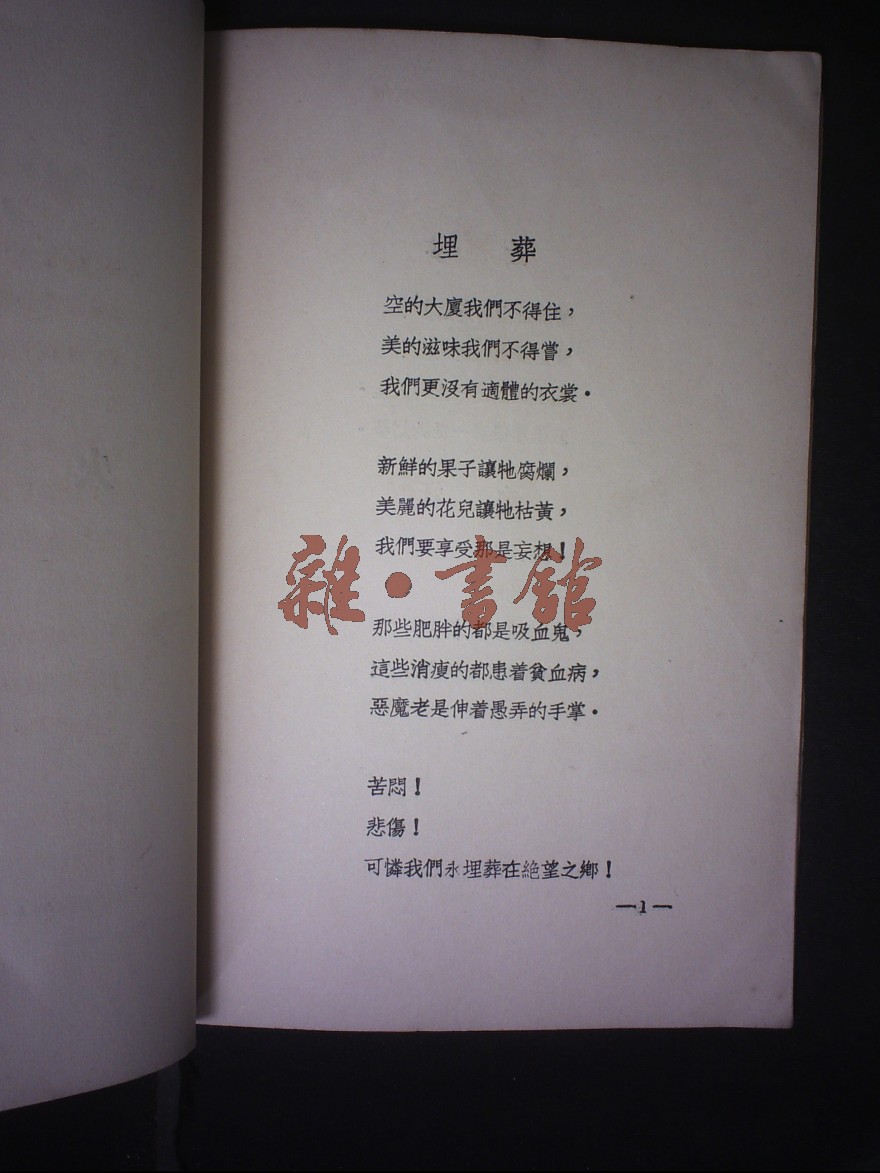 埋葬
空的大廈我們不得住，
美的滋味我們不得嘗，
我們更沒有適體的衣裳．
新鮮的果子讓牠腐爛，
美麗的花兒讓牠枯黃，
我們要享受那是妄想！
雜·書館
那些肥胖的都是吸血鬼，
這些消瘦的都患着貧血病，
惡魔老是伸着愚弄的手掌．
苦悶！
悲傷！
可憐我們永埋葬在絕望之鄉！
—1—